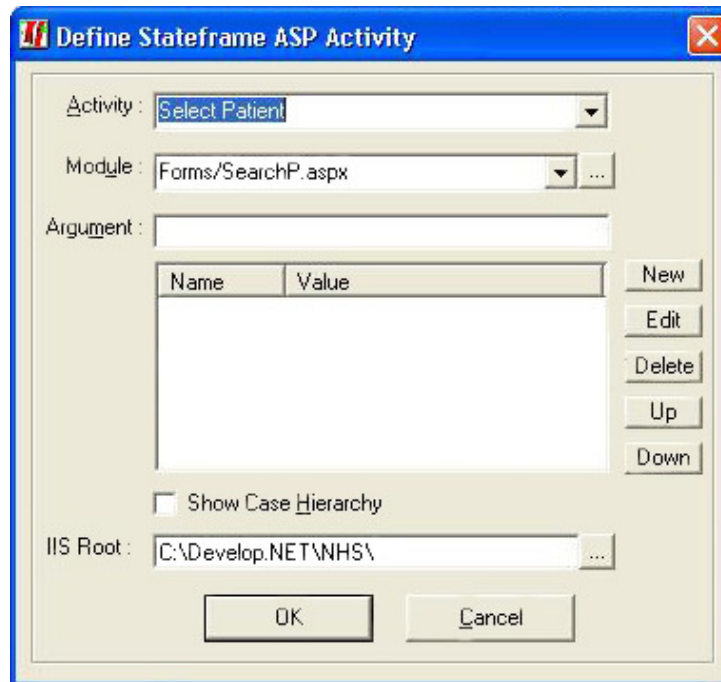 Define Stateframe ASP Activity
Activity : Select Patient
Module : Forms/SearchP.aspx ...
Argument :
Name Value
New
Edit
Delete
Up
Down
Show Case Hierarchy
IIS Root : C:\Develop.NET\NHS\ ...
OK Cancel